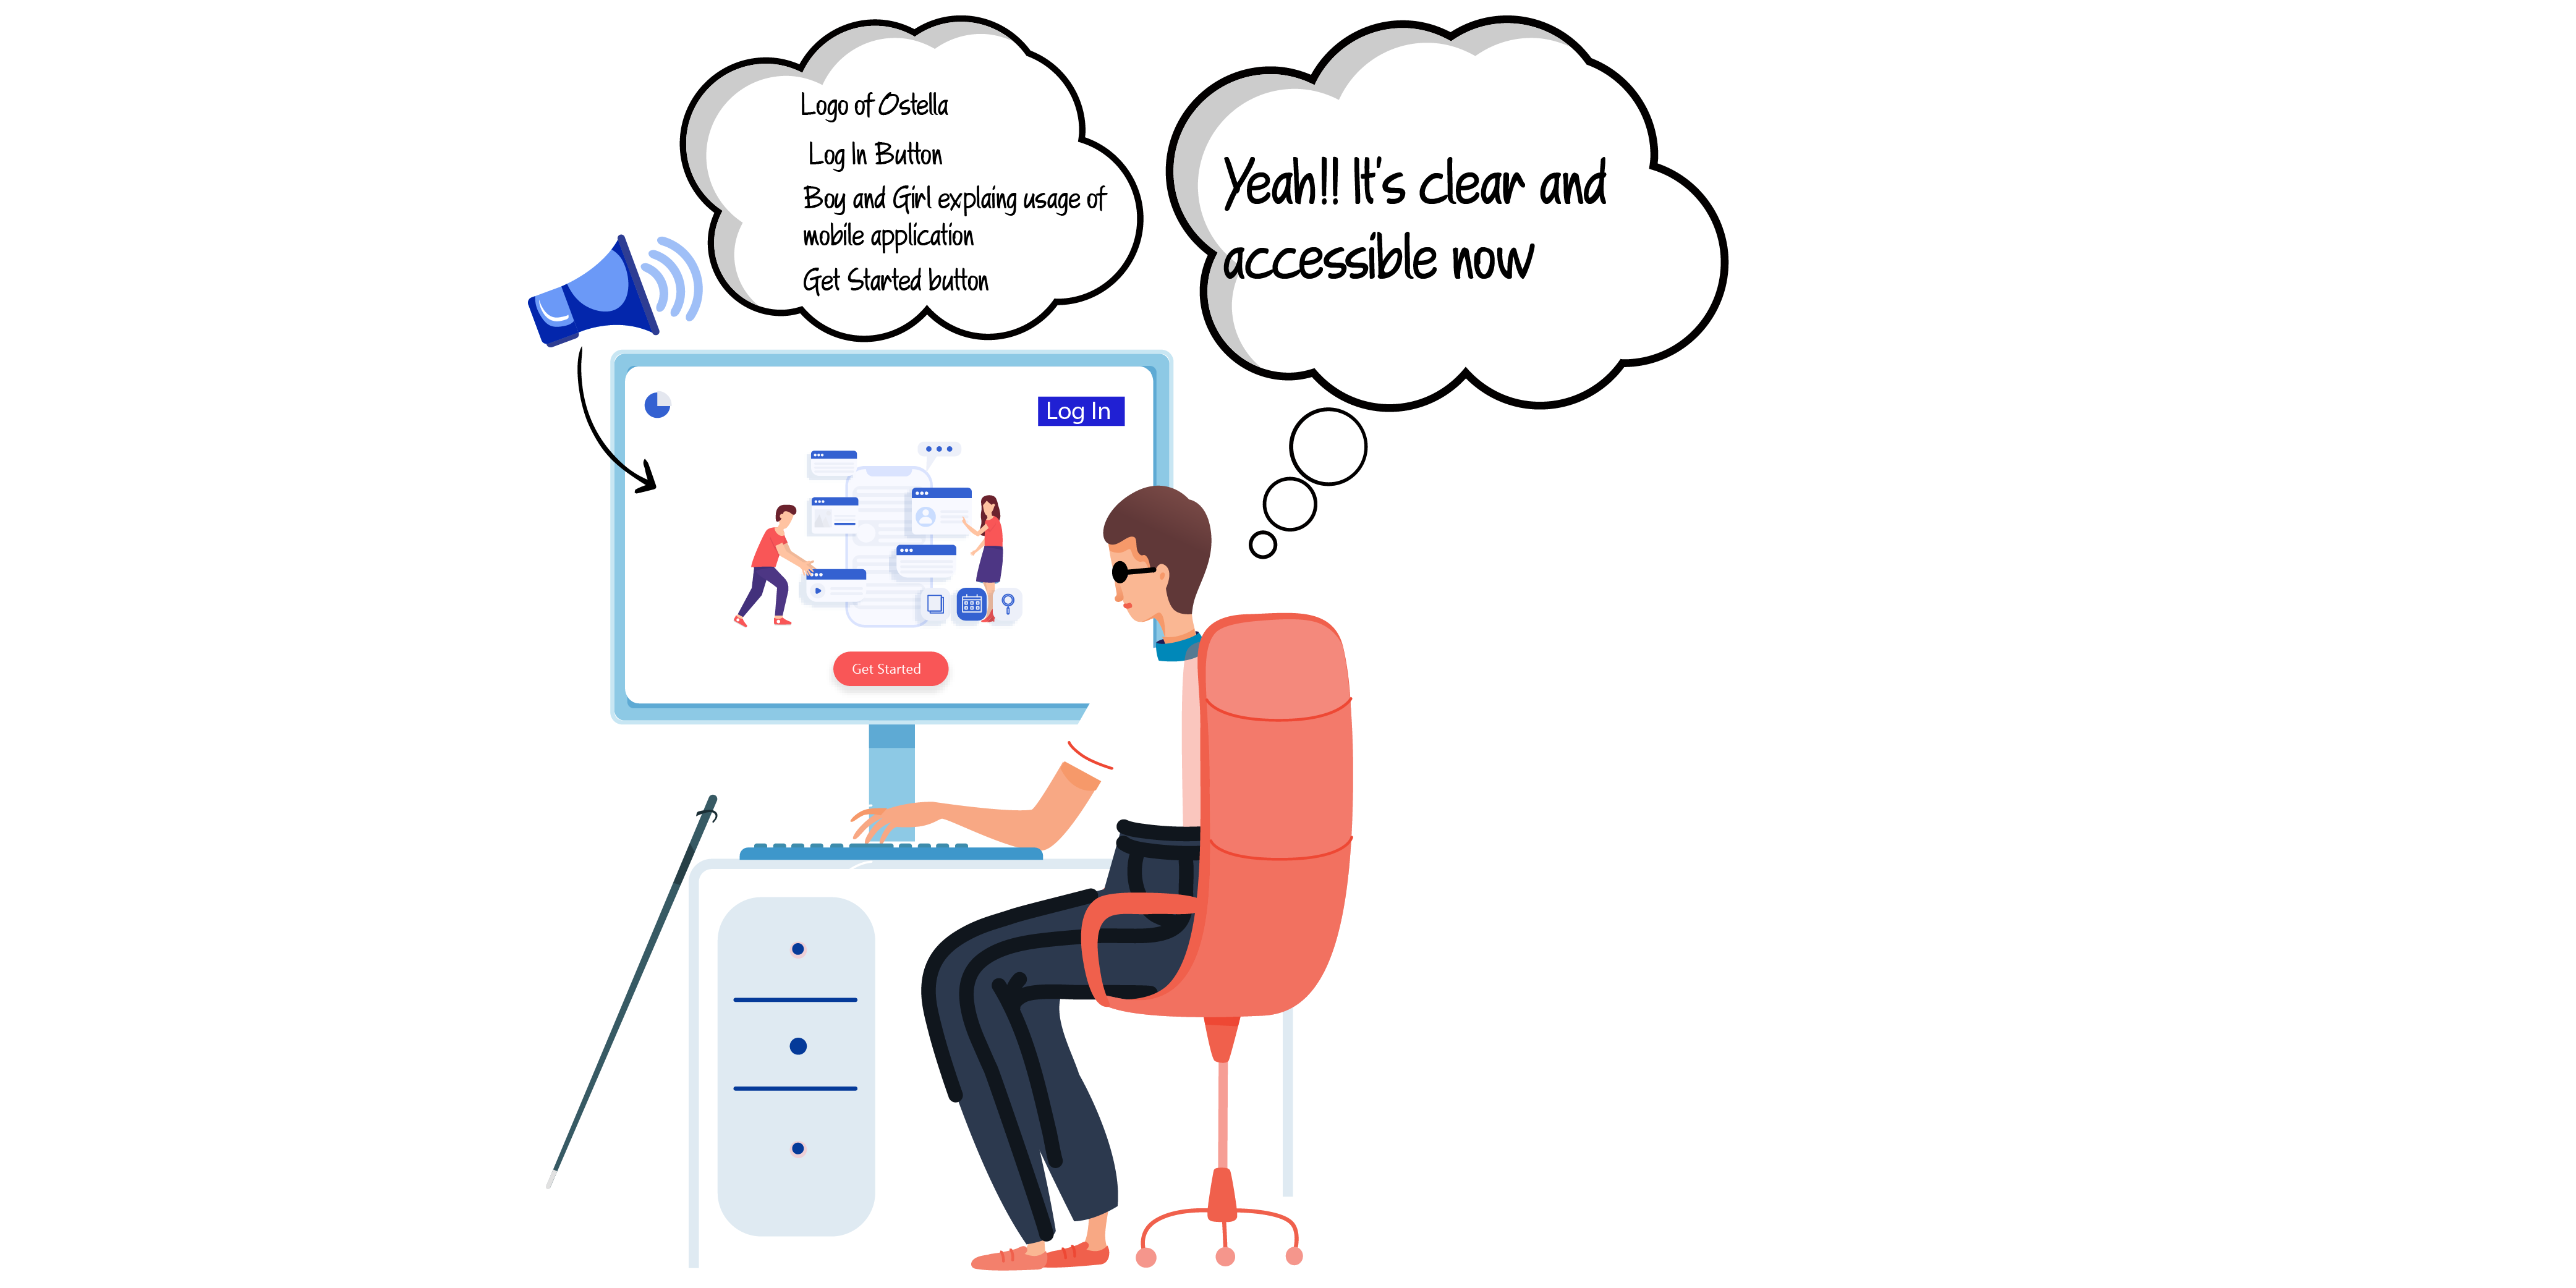 Logo of Ostella
Log In Button
Boy and Girl explaing usage of
mobile application
Get Started button
Yeah!! It's clear and
accessible now
Log In
Get Started